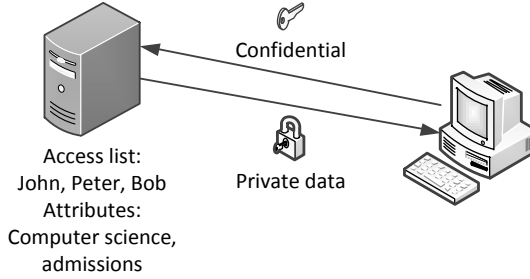 Confidential
Private data
Access list:
John, Peter, Bob
Attributes:
Computer science,
admissions